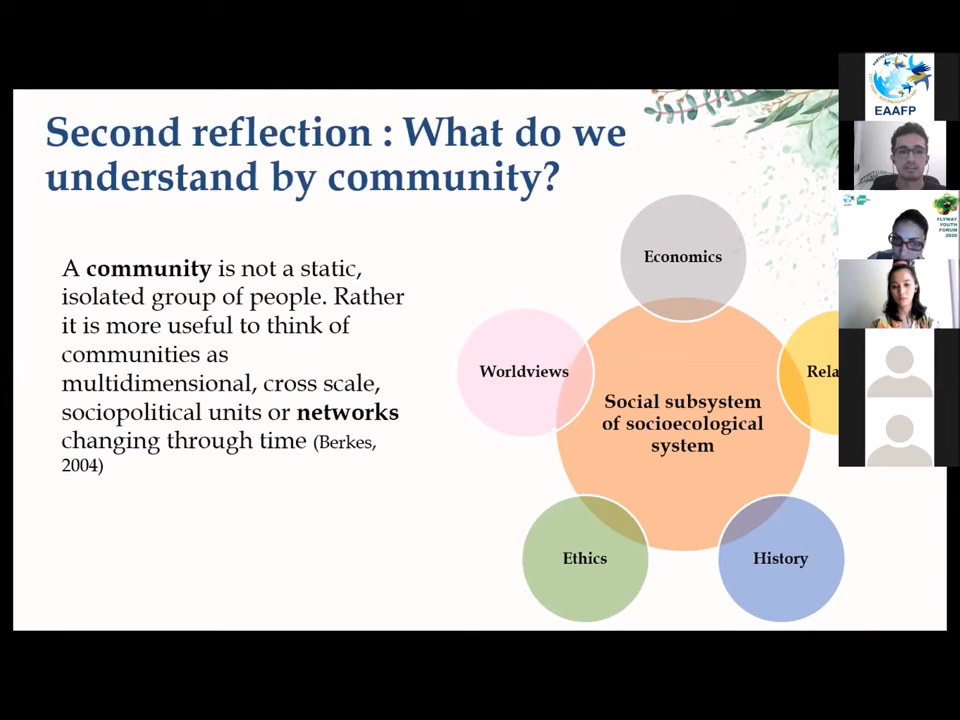 Second reflection : What do we
understand by community?
A community is not a static,
isolated group of people. Rather
it is more useful to think of
communities as
multidimensional, cross scale,
sociopolitical units or networks
changing through time (Berkes,
2004)
Economics
Worldviews
Rela
Social subsystem
of socioecological
system
Ethics
History
EAAFP
FLYWAY
YOUTH
FORUM
2020